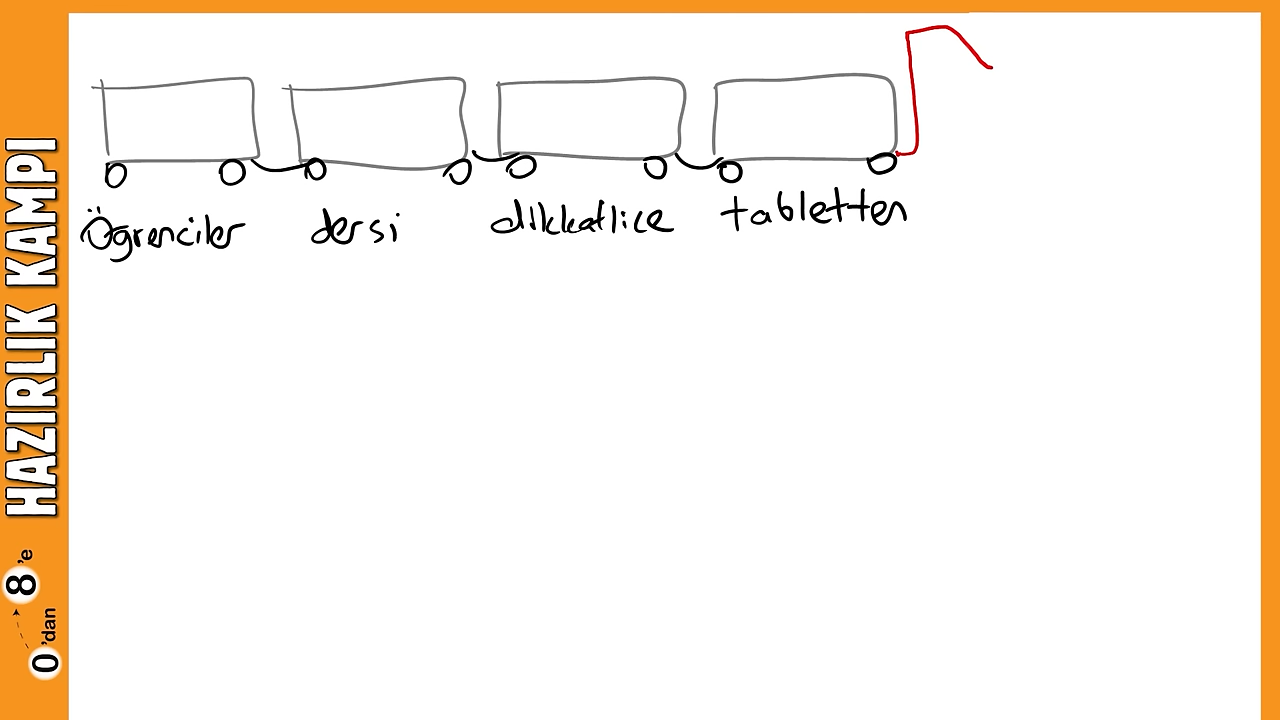 HAZIRLIK KAMPI
0'dan 8'e
Öğrenciler dersi dikkatlice tabletten